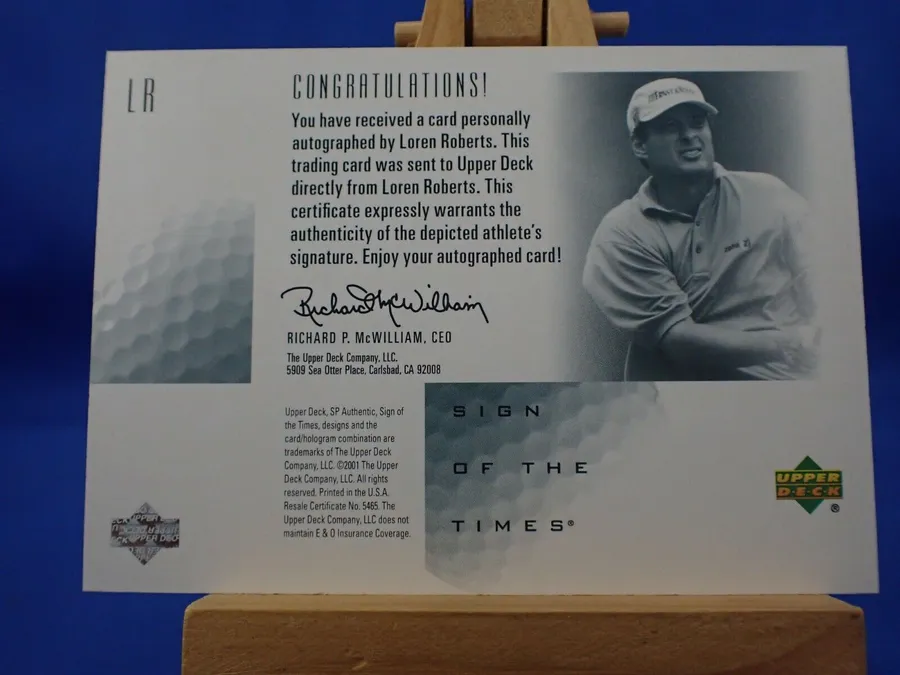 LR
CONGRATULATIONS!
You have received a card personally
autographed by Loren Roberts. This
trading card was sent to Upper Deck
directly from Loren Roberts. This
certificate expressly warrants the
authenticity of the depicted athlete's
signature. Enjoy your autographed card!
Richard McWilliam
RICHARD P. McWILLIAM, CEO
The Upper Deck Company, LLC.
5909 Sea Otter Place, Carlsbad, CA 92008
Upper Deck, SP Authentic, Sign of
the Times, designs and the
card/hologram combination are
trademarks of The Upper Deck
Company, LLC. ©2001 The Upper
Deck Company, LLC. All rights
reserved. Printed in the U.S.A.
Resale Certificate No. 5465. The
Upper Deck Company, LLC does not
maintain E & O Insurance Coverage.
SIGN
OF THE
TIMES®
UPPER
DECK
®
UPPER DECK